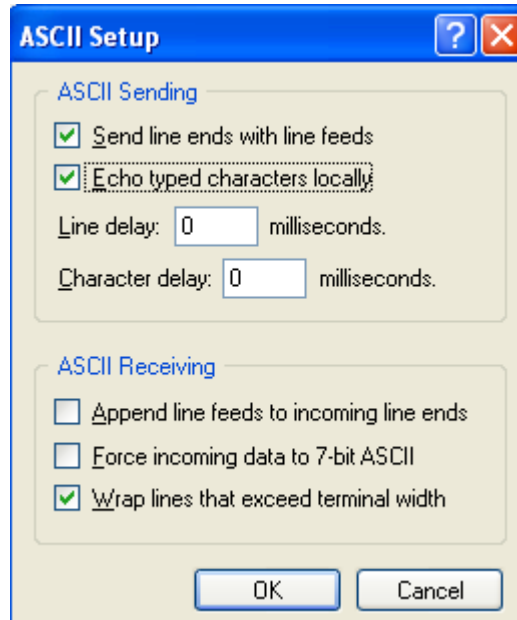 ASCII Setup
ASCII Sending
Send line ends with line feeds
Echo typed characters locally
Line delay: 0 milliseconds.
Character delay: 0 milliseconds.
ASCII Receiving
Append line feeds to incoming line ends
Force incoming data to 7-bit ASCII
Wrap lines that exceed terminal width
OK Cancel